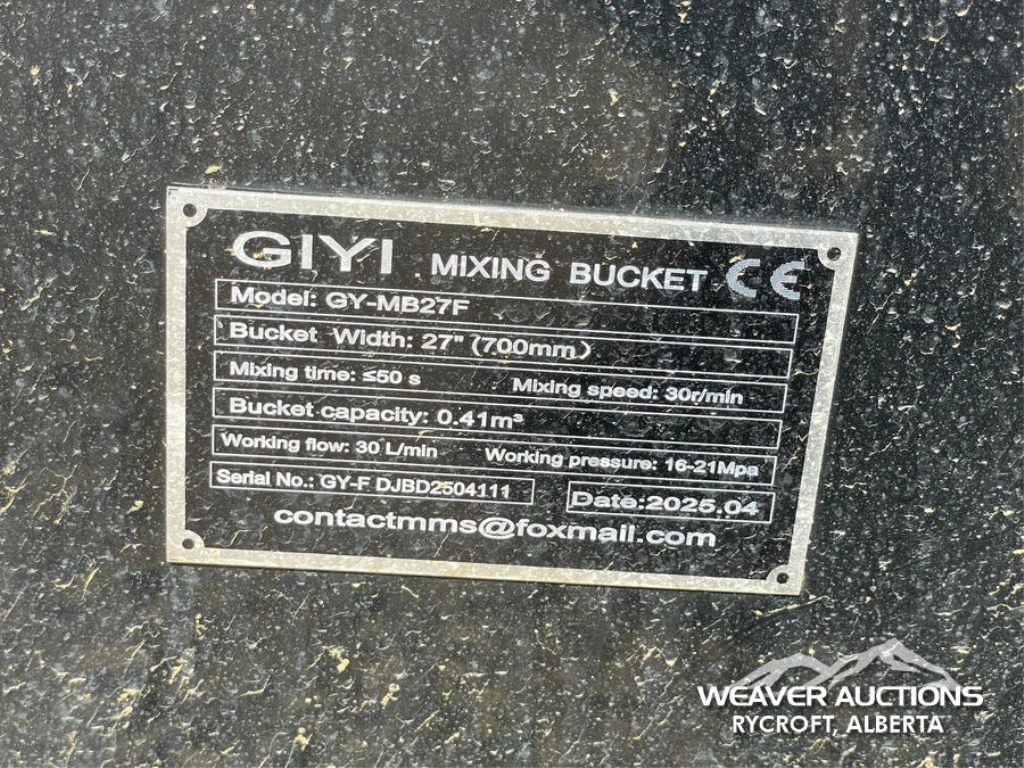 GIYI MIXING BUCKET CE
Model: GY-MB27F
Bucket Width: 27" (700mm)
Mixing time: ≤50 s Mixing speed: 30r/min
Bucket capacity: 0.41m³
Working flow: 30 L/min Working pressure: 16-21Mpa
Serial No.: GY-F DJBD2504111 Date:2025.04
contactmms@foxmail.com
WEAVER AUCTIONS
RYCROFT, ALBERTA